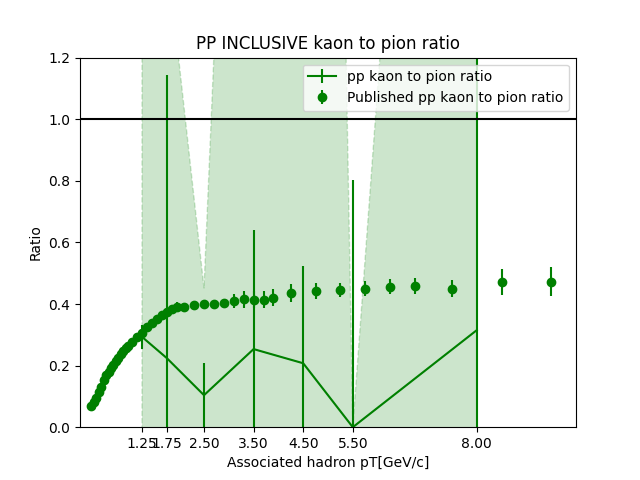 PP INCLUSIVE kaon to pion ratio
pp kaon to pion ratio
Published pp kaon to pion ratio
1.2
1.0
0.8
0.6
0.4
0.2
0.0
Ratio
1.25 1.75 2.50 3.50 4.50 5.50 8.00
Associated hadron pT[GeV/c]